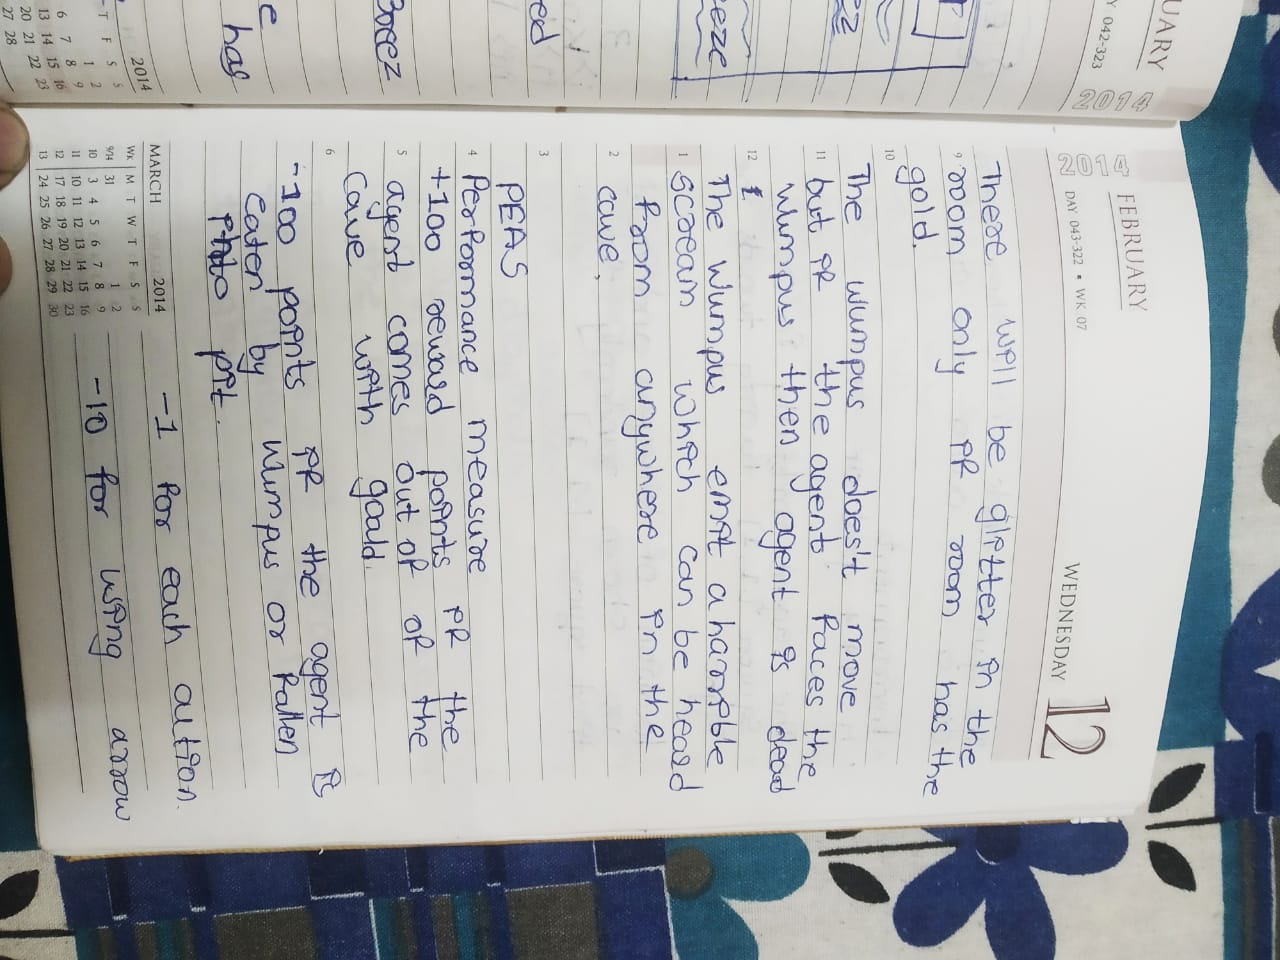 UARY
Y 042-323
2014
ez
eeze
ed
Breez
e
has
2014
T F S S
1 2
6 7 8 9
13 14 15 16
20 21 22 23
27 28
2014
FEBRUARY
DAY 043-322 • WK 07
WEDNESDAY 12
There will be glitter in the
9 room only if room has the
gold.
10
The wumpus does't move
11 but if the agent faces the
wumpus then agent is dead
12
The Wumpus emit a harrible
1 scream which can be heard
from anywhere in the
2 cave.
3
PEAS
4 Performance measure
+100 reward points if the
5 agent comes out of of the
cave with goald.
6
-100 points if the agent is
eaten by Wumpus or fallen
into pit.
-1 for each aution.
-10 for using arrow
MARCH 2014
WK M T W T F S S
9/14 31 1 2
10 3 4 5 6 7 8 9
11 10 11 12 13 14 15 16
12 17 18 19 20 21 22 23
13 24 25 26 27 28 29 30